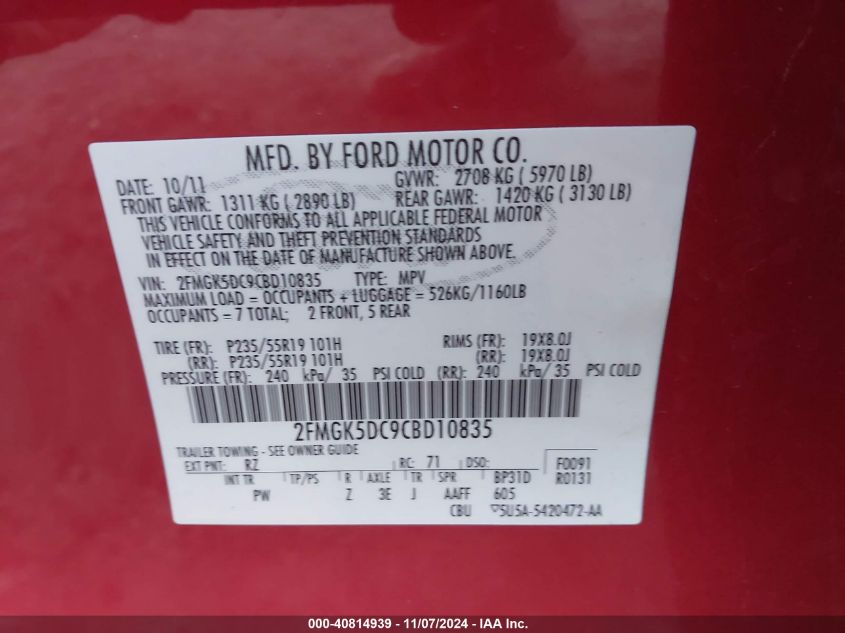 MFD. BY FORD MOTOR CO.
DATE: 10/11 GVWR: 2708 KG ( 5970 LB)
FRONT GAWR: 1311 KG ( 2890 LB) REAR GAWR: 1420 KG ( 3130 LB)
THIS VEHICLE CONFORMS TO ALL APPLICABLE FEDERAL MOTOR
VEHICLE SAFETY AND THEFT PREVENTION STANDARDS
IN EFFECT ON THE DATE OF MANUFACTURE SHOWN ABOVE.
VIN: 2FMGK5DC9CBD10835 TYPE: MPV
MAXIMUM LOAD = OCCUPANTS + LUGGAGE = 526KG/1160LB
OCCUPANTS = 7 TOTAL; 2 FRONT, 5 REAR
TIRE (FR): P235/55R19 101H RIMS (FR): 19X8.0J
(RR): P235/55R19 101H (RR): 19X8.0J
PRESSURE (FR): 240 kPa/ 35 PSI COLD (RR): 240 kPa/ 35 PSI COLD
2FMGK5DC9CBD10835
TRAILER TOWING - SEE OWNER GUIDE
EXT PNT: RZ RC: 71 DSO: F0091
INT TR TP/PS R AXLE TR SPR BP31D R0131
PW Z 3E J AAFF 605
CBU 5U5A-5420472-AA
000-40814939 - 11/07/2024 - IAA Inc.